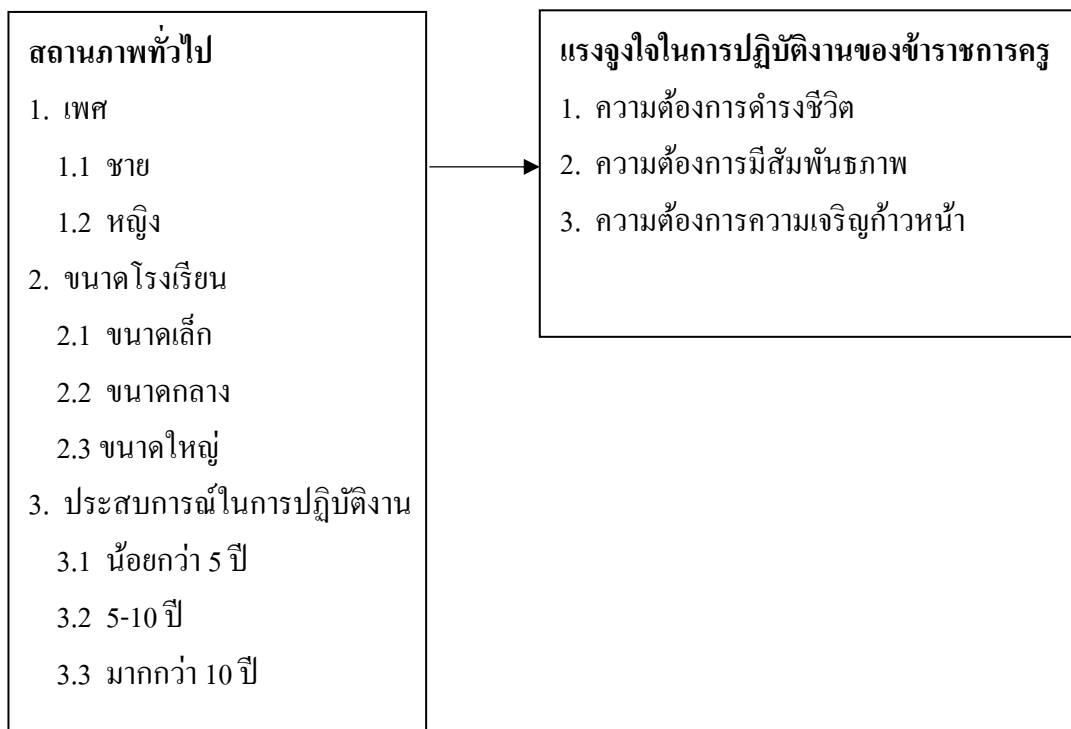 สถานภาพทั่วไป
1. เพศ
1.1 ชาย
1.2 หญิง
2. ขนาดโรงเรียน
2.1 ขนาดเล็ก
2.2 ขนาดกลาง
2.3 ขนาดใหญ่
3. ประสบการณ์ในการปฏิบัติงาน
3.1 น้อยกว่า 5 ปี
3.2 5-10 ปี
3.3 มากกว่า 10 ปี
แรงจูงใจในการปฏิบัติงานของข้าราชการครู
1. ความต้องการดำรงชีวิต
2. ความต้องการมีสัมพันธภาพ
3. ความต้องการความเจริญก้าวหน้า